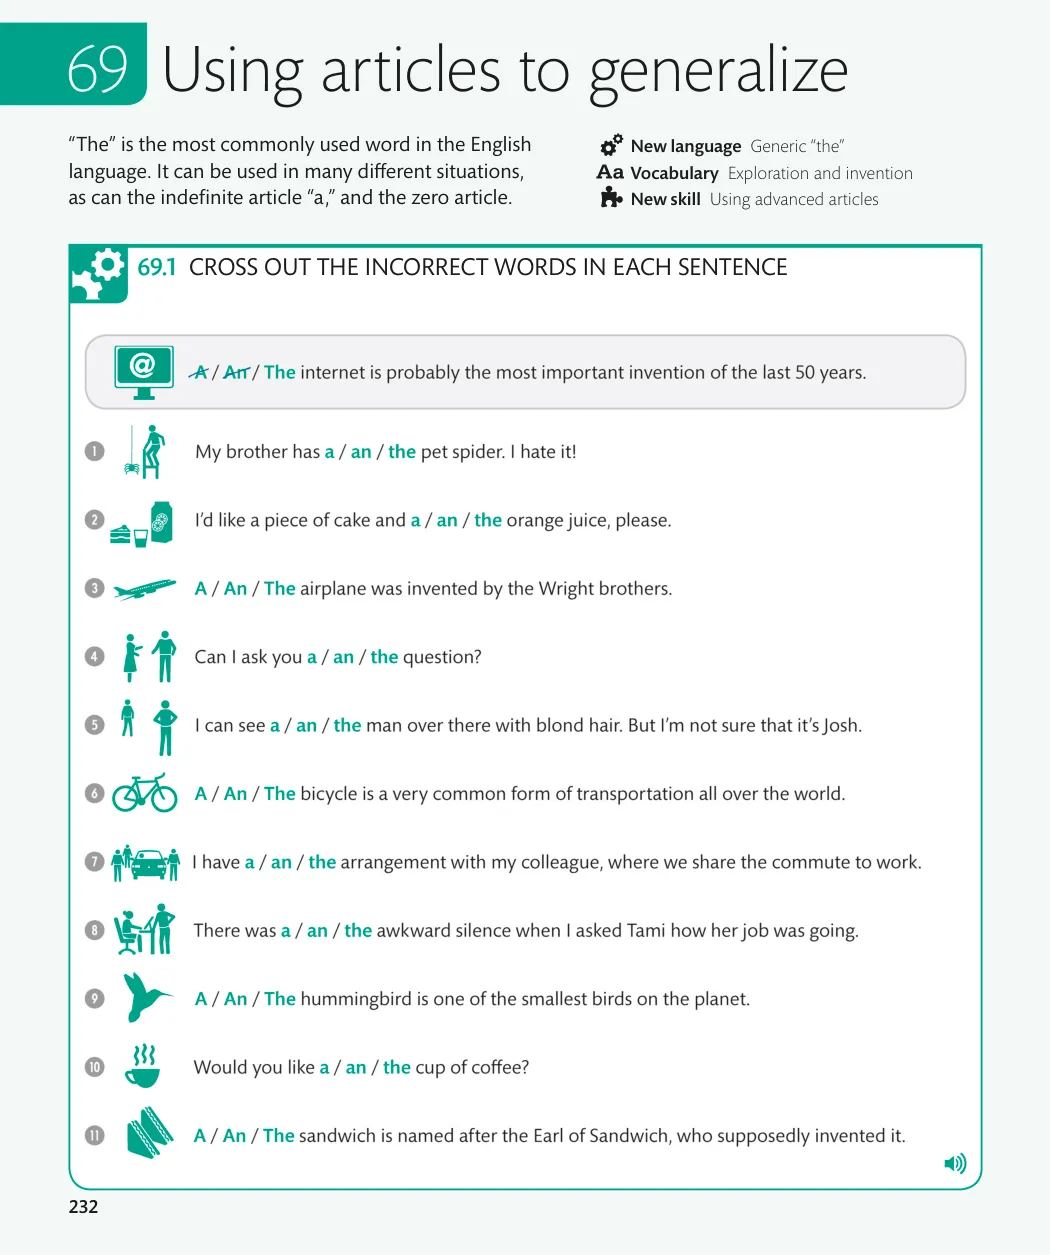 69 Using articles to generalize
“The” is the most commonly used word in the English
language. It can be used in many different situations,
as can the indefinite article “a,” and the zero article.
New language Generic “the”
Aa Vocabulary Exploration and invention
New skill Using advanced articles
69.1 CROSS OUT THE INCORRECT WORDS IN EACH SENTENCE
@ A / An / The internet is probably the most important invention of the last 50 years.
1 My brother has a / an / the pet spider. I hate it!
2 I’d like a piece of cake and a / an / the orange juice, please.
3 A / An / The airplane was invented by the Wright brothers.
4 Can I ask you a / an / the question?
5 I can see a / an / the man over there with blond hair. But I’m not sure that it’s Josh.
6 A / An / The bicycle is a very common form of transportation all over the world.
7 I have a / an / the arrangement with my colleague, where we share the commute to work.
8 There was a / an / the awkward silence when I asked Tami how her job was going.
9 A / An / The hummingbird is one of the smallest birds on the planet.
10 Would you like a / an / the cup of coffee?
11 A / An / The sandwich is named after the Earl of Sandwich, who supposedly invented it.
232